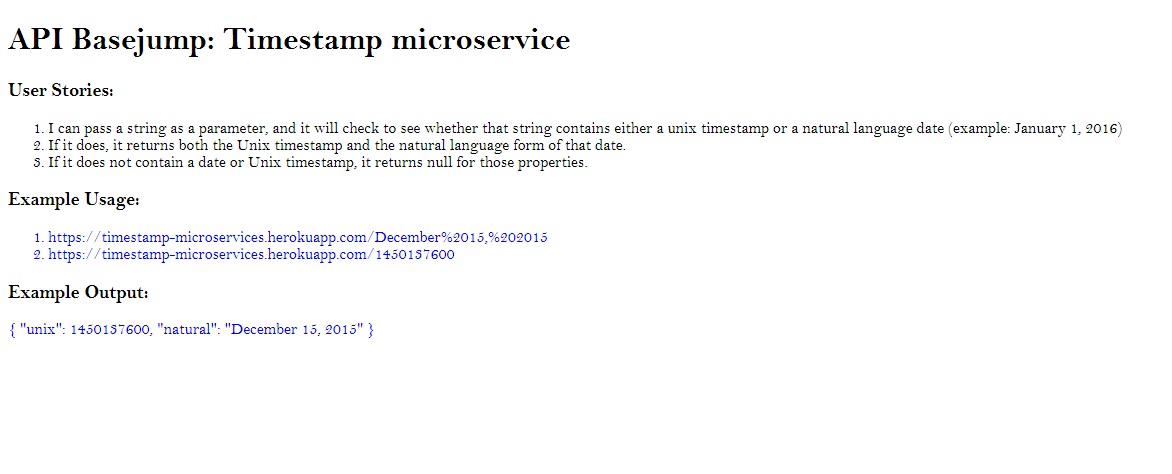 API Basejump: Timestamp microservice
User Stories:
1. I can pass a string as a parameter, and it will check to see whether that string contains either a unix timestamp or a natural language date (example: January 1, 2016)
2. If it does, it returns both the Unix timestamp and the natural language form of that date.
3. If it does not contain a date or Unix timestamp, it returns null for those properties.
Example Usage:
1. https://timestamp-microservices.herokuapp.com/December%2015,%202015
2. https://timestamp-microservices.herokuapp.com/1450137600
Example Output:
{ "unix": 1450137600, "natural": "December 15, 2015" }